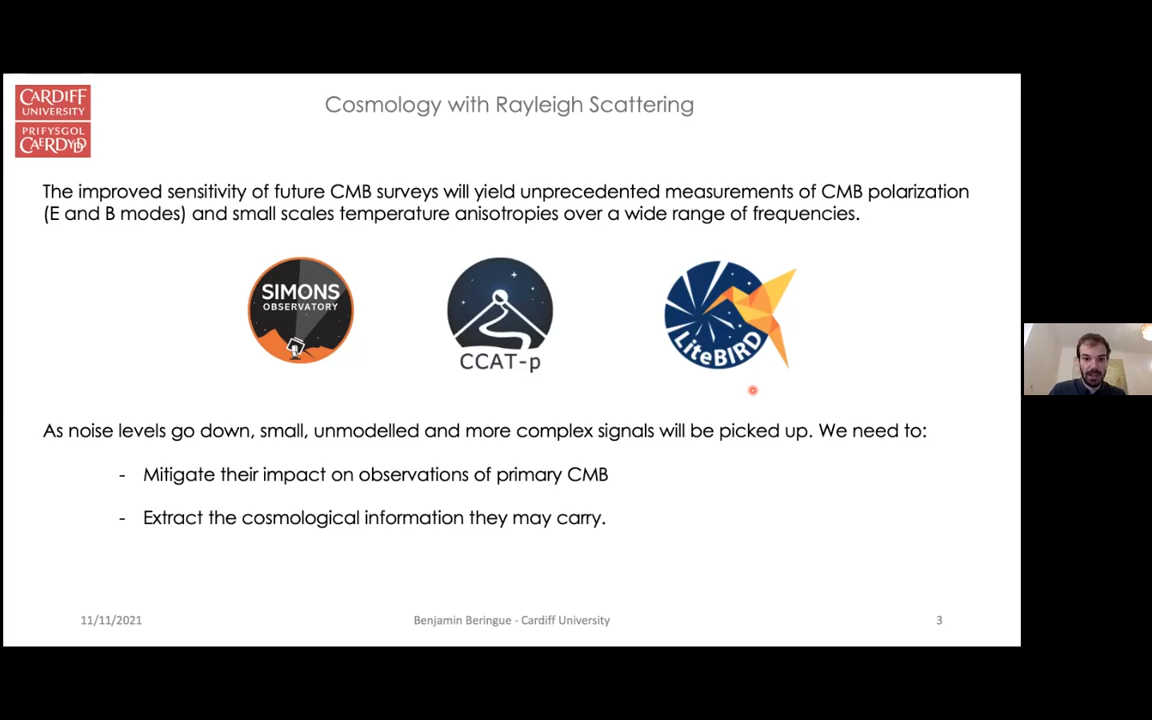 CARDIFF
UNIVERSITY
PRIFYSGOL
CAERDYDD
Cosmology with Rayleigh Scattering
The improved sensitivity of future CMB surveys will yield unprecedented measurements of CMB polarization
(E and B modes) and small scales temperature anisotropies over a wide range of frequencies.
SIMONS
OBSERVATORY
CCAT-p
LiteBIRD
As noise levels go down, small, unmodelled and more complex signals will be picked up. We need to:
- Mitigate their impact on observations of primary CMB
- Extract the cosmological information they may carry.
11/11/2021
Benjamin Beringue - Cardiff University
3